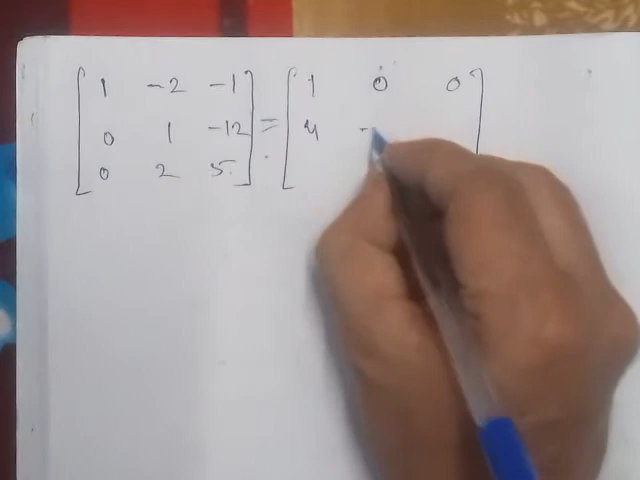 [1 -2 -1] = [1 0 0]
[0 1 -12] [4 -
[0 2 5]